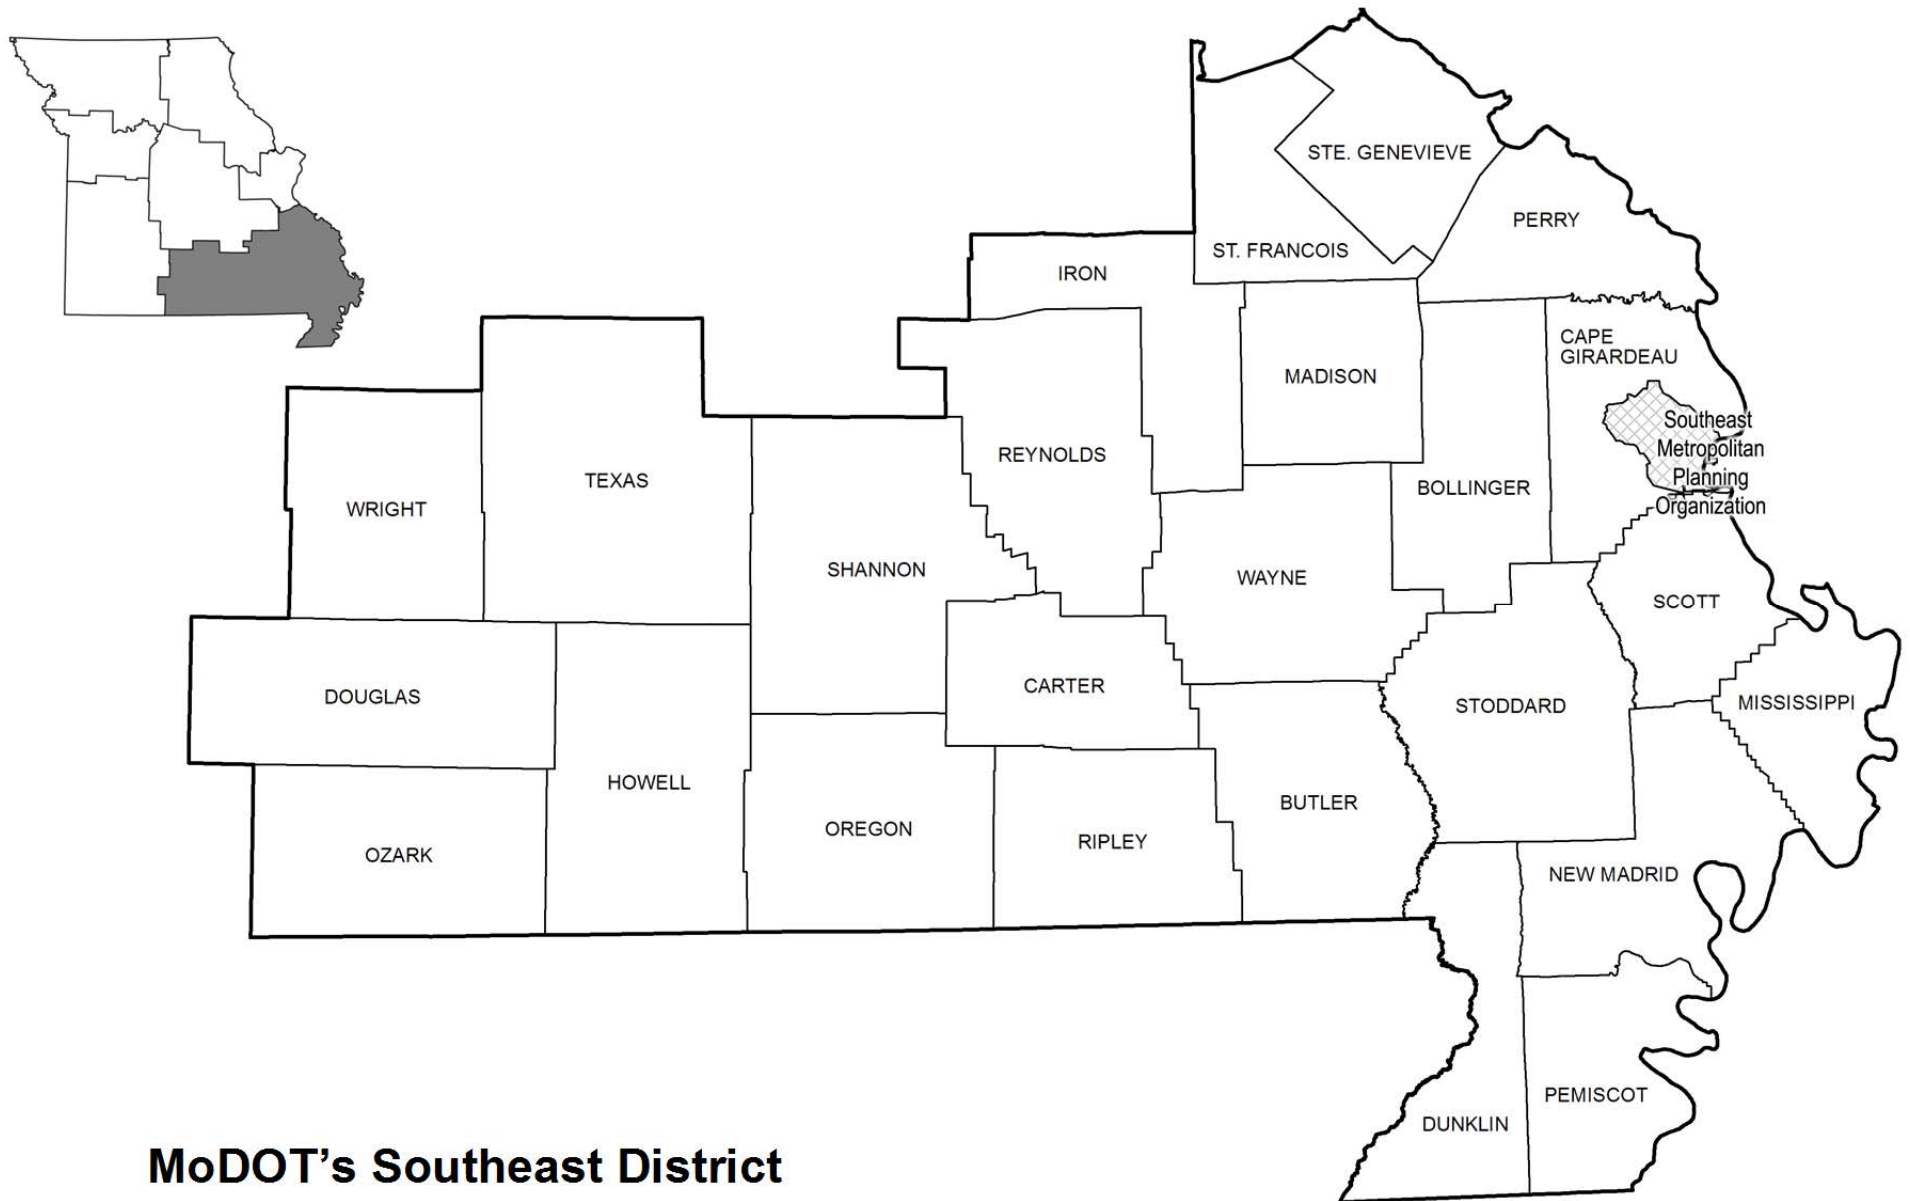 STE. GENEVIEVE
PERRY
ST. FRANCOIS
IRON
CAPE
GIRARDEAU
MADISON
Southeast
Metropolitan
Planning
Organization
REYNOLDS
TEXAS
BOLLINGER
WRIGHT
SHANNON
WAYNE
SCOTT
CARTER
DOUGLAS
MISSISSIPPI
STODDARD
HOWELL
BUTLER
OREGON
RIPLEY
OZARK
NEW MADRID
PEMISCOT
DUNKLIN
MoDOT's Southeast District